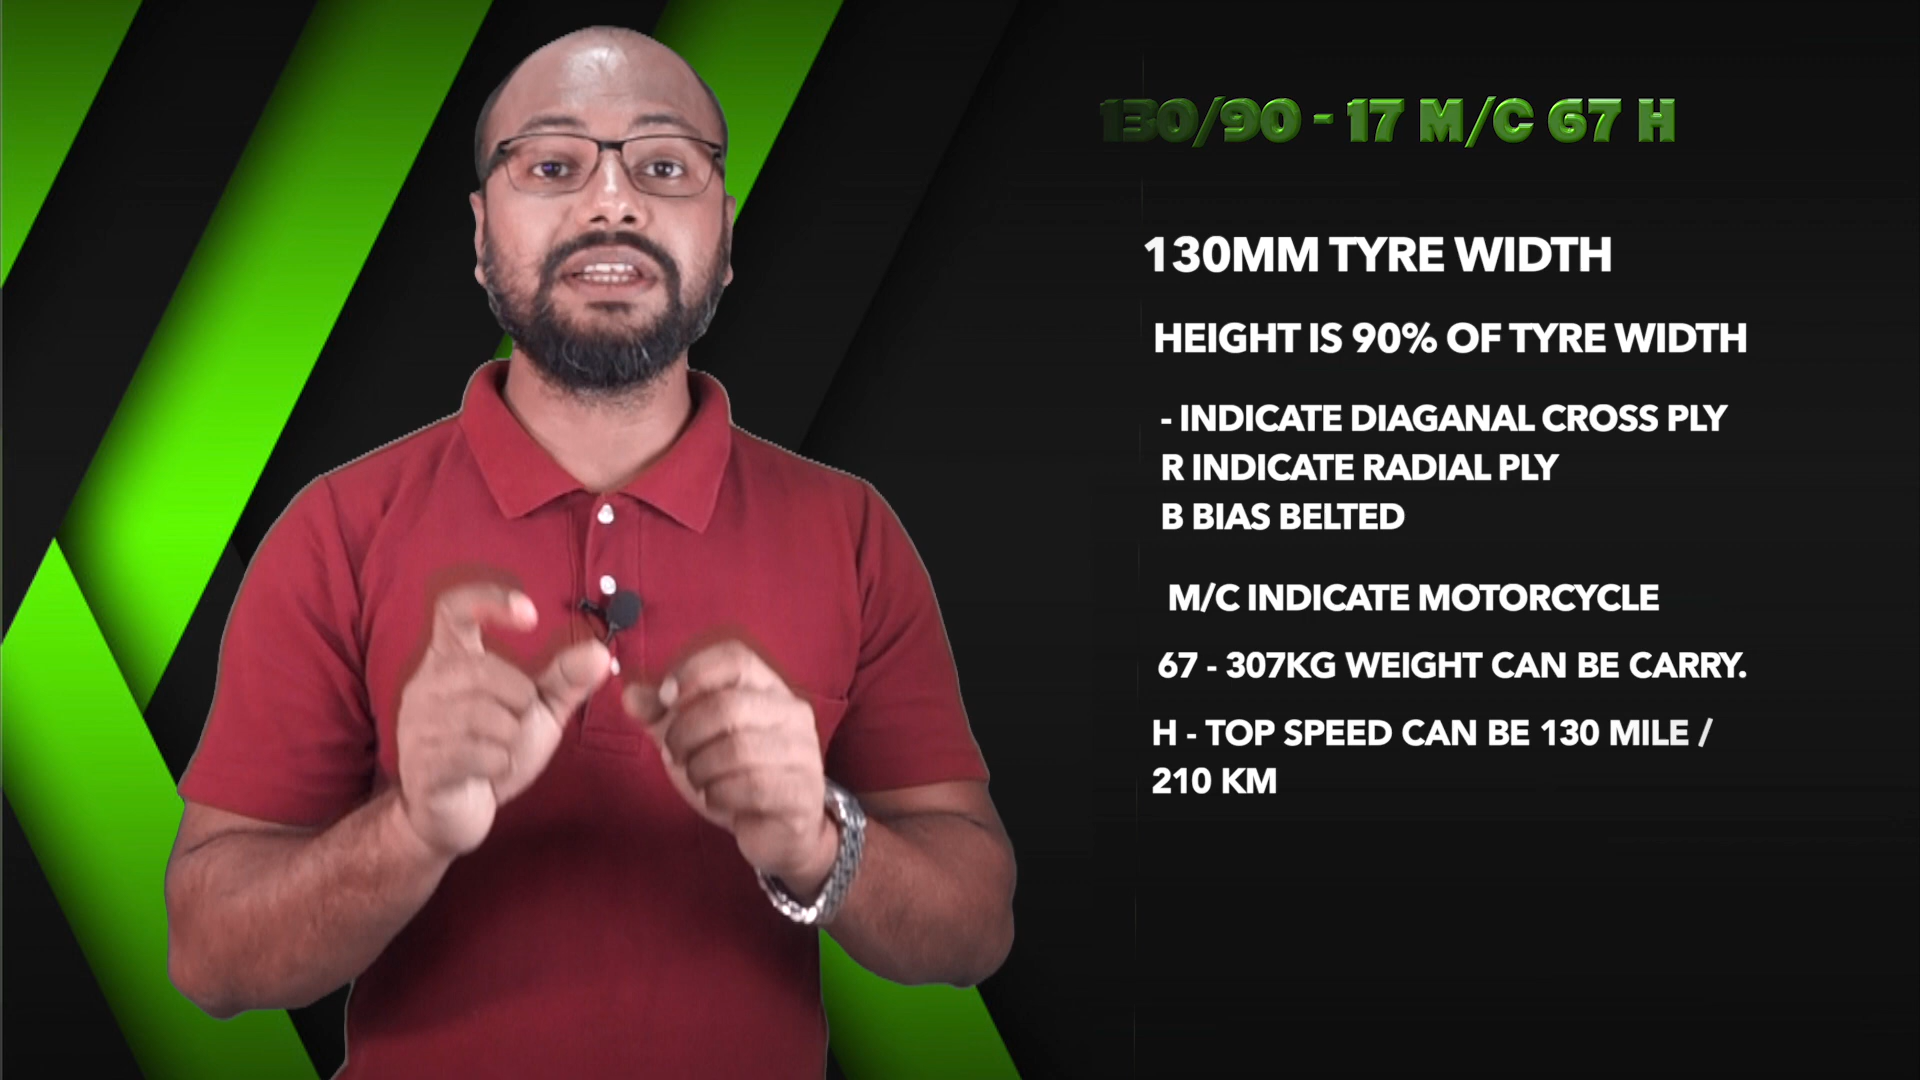 130/90 - 17 M/C 67 H
130MM TYRE WIDTH
HEIGHT IS 90% OF TYRE WIDTH
- INDICATE DIAGANAL CROSS PLY
R INDICATE RADIAL PLY
B BIAS BELTED
M/C INDICATE MOTORCYCLE
67 - 307KG WEIGHT CAN BE CARRY.
H - TOP SPEED CAN BE 130 MILE /
210 KM